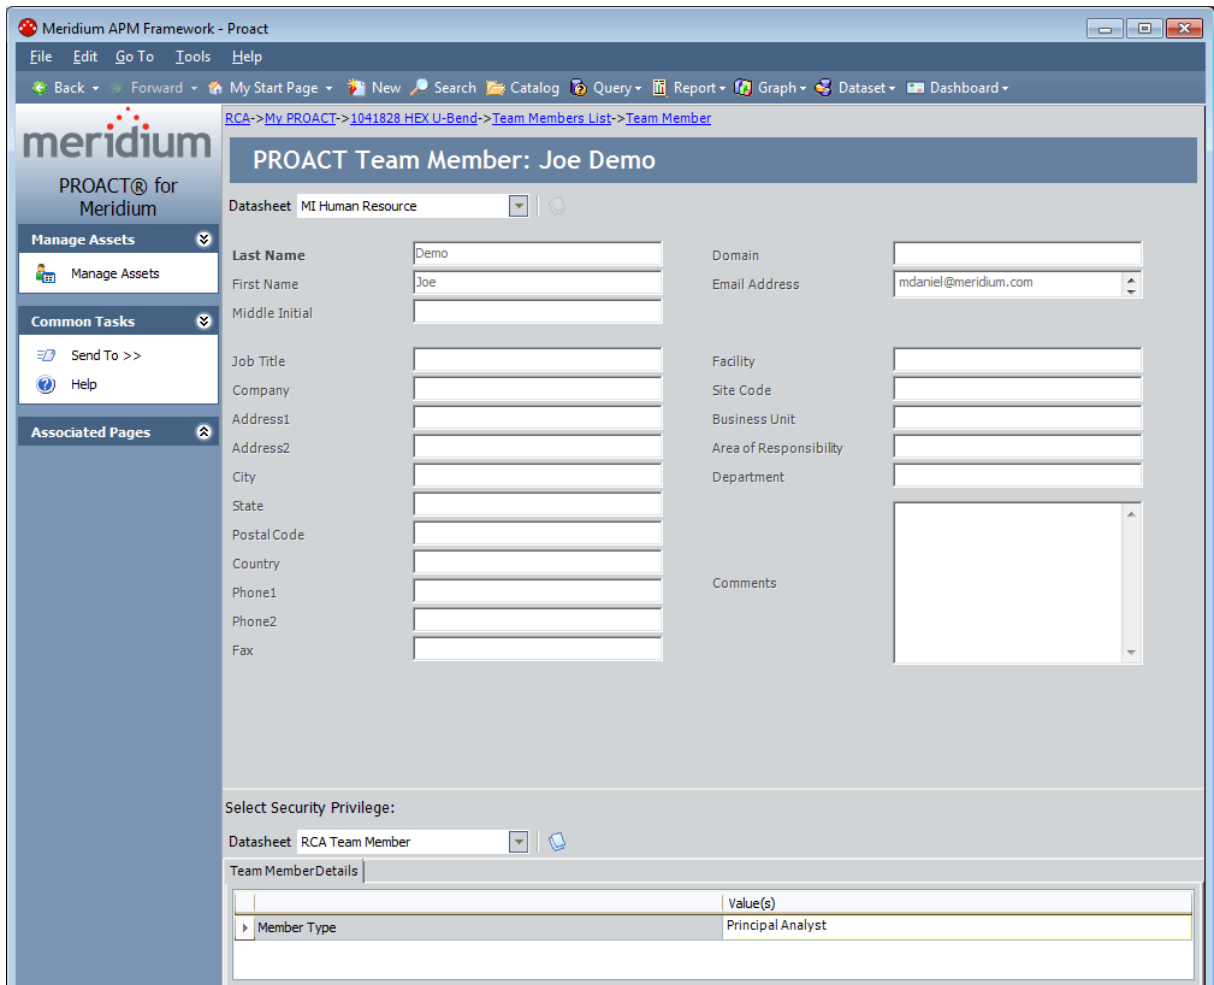 Meridium APM Framework - Proact
File Edit Go To Tools Help
Back Forward My Start Page New Search Catalog Query Report Graph Dataset Dashboard
meridium
PROACT® for
Meridium
Manage Assets
Manage Assets
Common Tasks
Send To >>
Help
Associated Pages
RCA->My PROACT->1041828 HEX U-Bend->Team Members List->Team Member
PROACT Team Member: Joe Demo
Datasheet MI Human Resource
Last Name Demo Domain
First Name Joe Email Address mdaniel@meridium.com
Middle Initial
Job Title Facility
Company Site Code
Address1 Business Unit
Address2 Area of Responsibility
City Department
State
Postal Code
Country
Comments
Phone1
Phone2
Fax
Select Security Privilege:
Datasheet RCA Team Member
Team Member Details
Value(s)
Member Type Principal Analyst